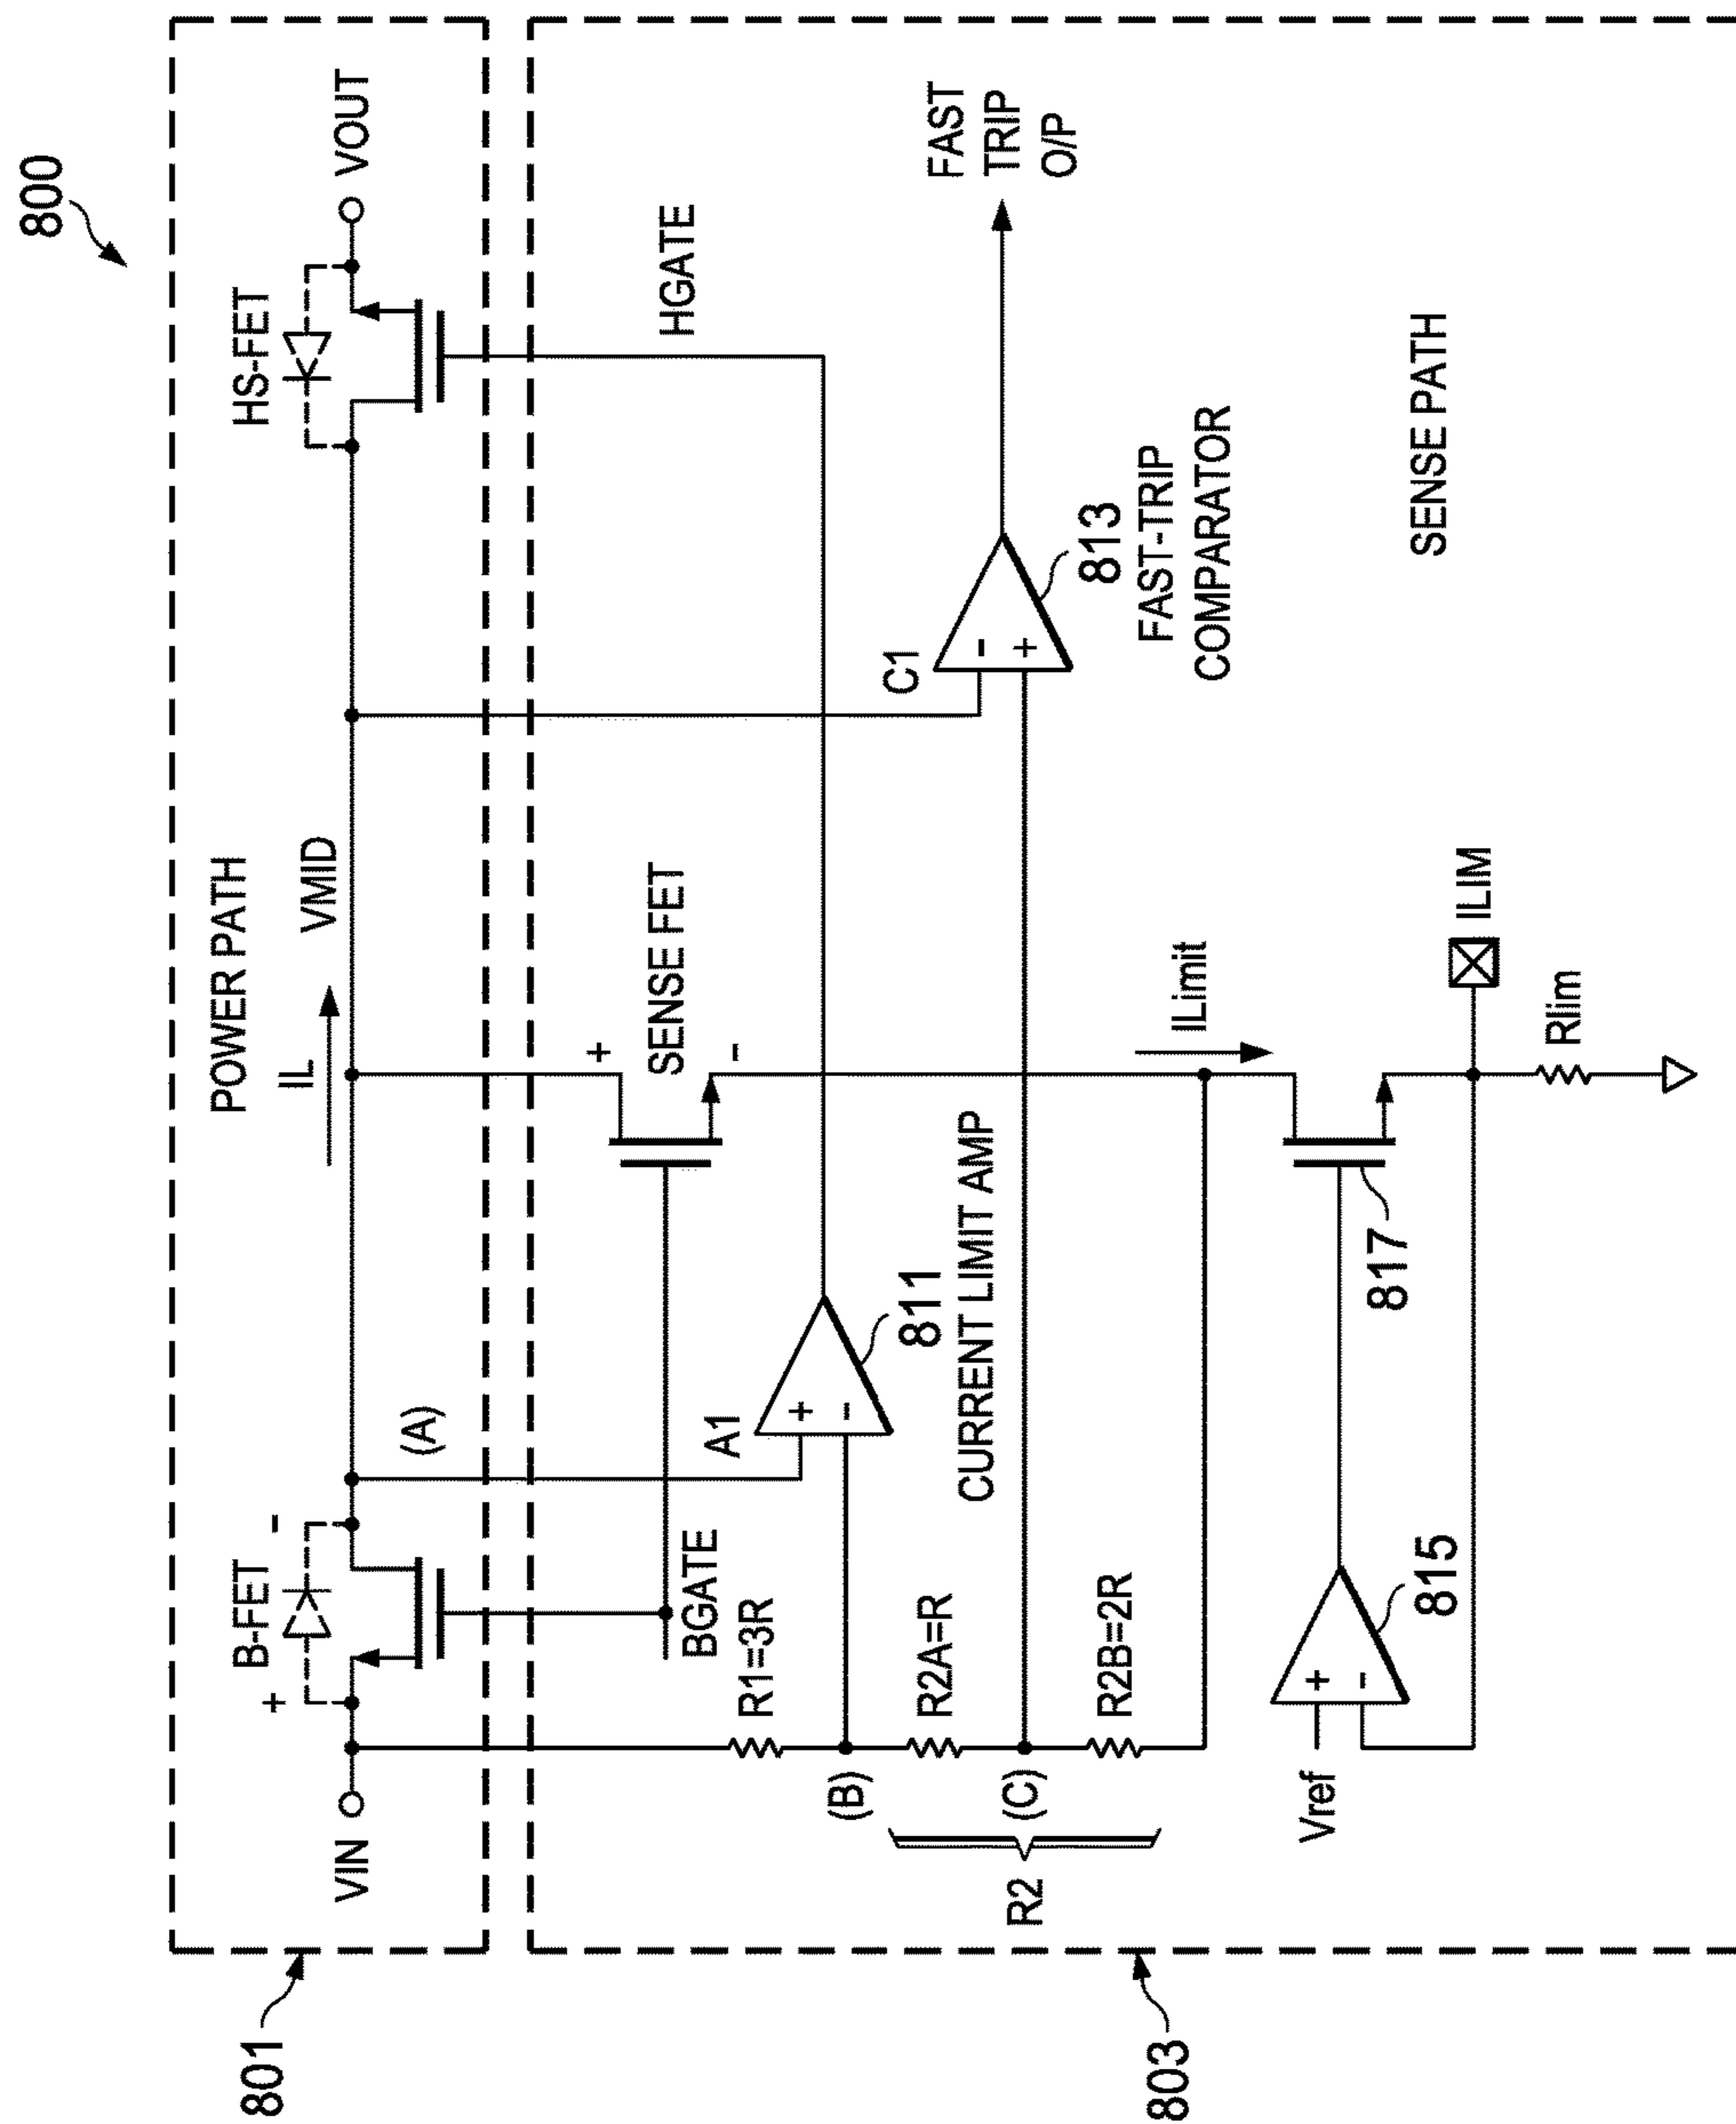 800
POWER PATH
B-FET
+
-
HS-FET
VIN
IL
VMID
VOUT
(A)
801
BGATE
SENSE FET
+
-
HGATE
R1=3R
A1
+
-
811
CURRENT LIMIT AMP
(B)
R2A=R
C1
-
+
813
FAST-TRIP
COMPARATOR
FAST
TRIP
O/P
(C)
R2
R2B=2R
ILimit
803
Vref
+
-
815
817
ILIM
Rlim
SENSE PATH